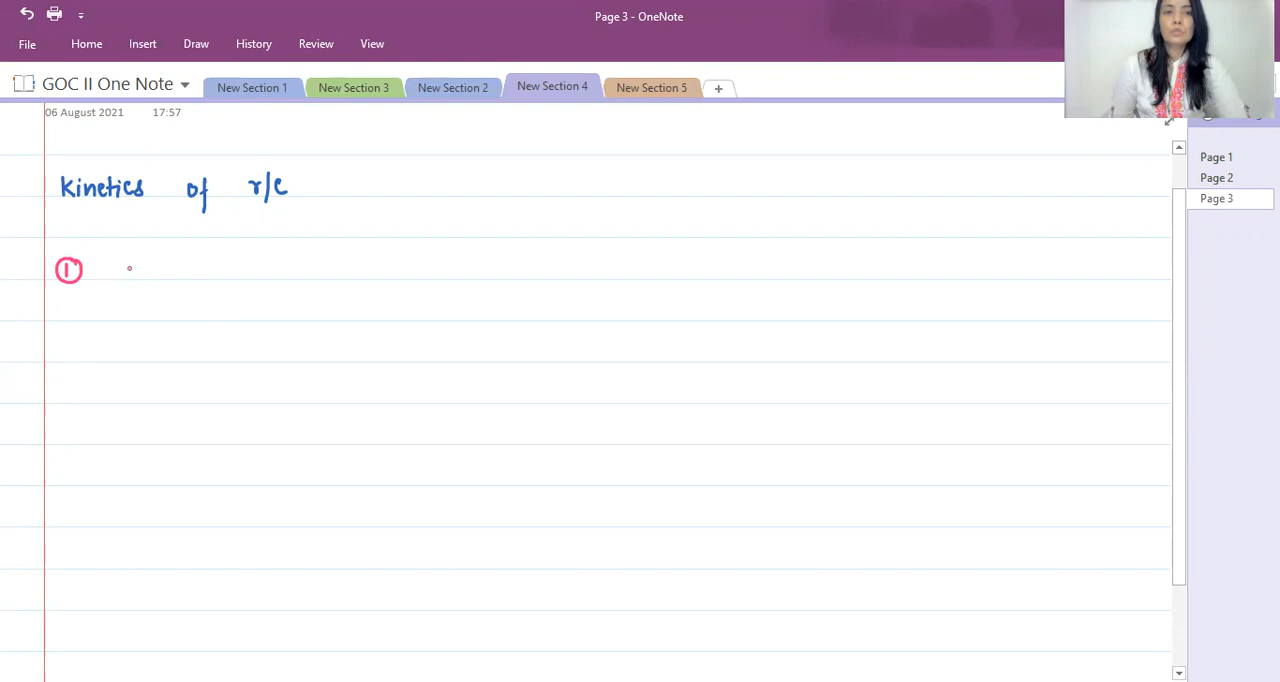 Page 3 - OneNote
File Home Insert Draw History Review View
GOC II One Note New Section 1 New Section 3 New Section 2 New Section 4 New Section 5 +
06 August 2021 17:57
Kinetics of r/c
1
Page 1
Page 2
Page 3